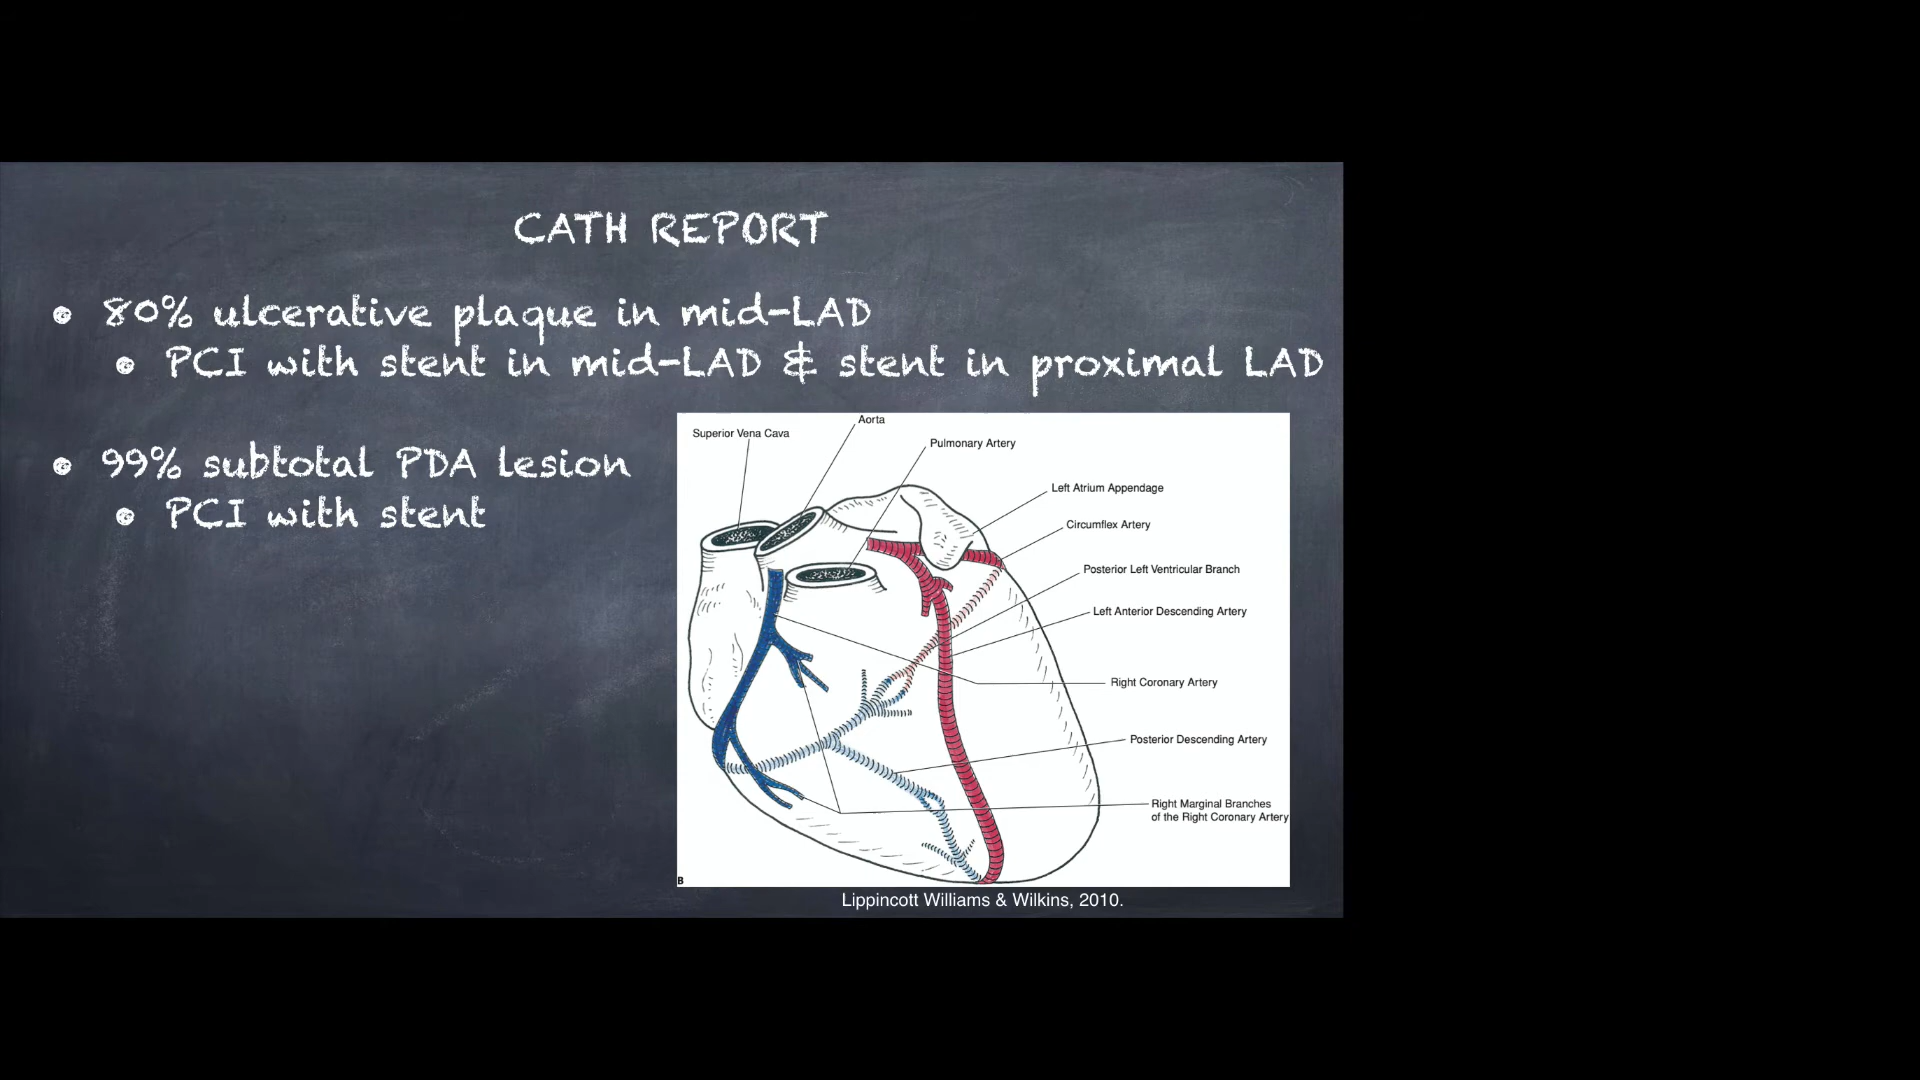 CATH REPORT
80% ulcerative plaque in mid-LAD
PCI with stent in mid-LAD & stent in proximal LAD
99% subtotal PDA lesion
PCI with stent
Aorta
Superior Vena Cava
Pulmonary Artery
Left Atrium Appendage
Circumflex Artery
Posterior Left Ventricular Branch
Left Anterior Descending Artery
Right Coronary Artery
Posterior Descending Artery
Right Marginal Branches
of the Right Coronary Artery
B
Lippincott Williams & Wilkins, 2010.